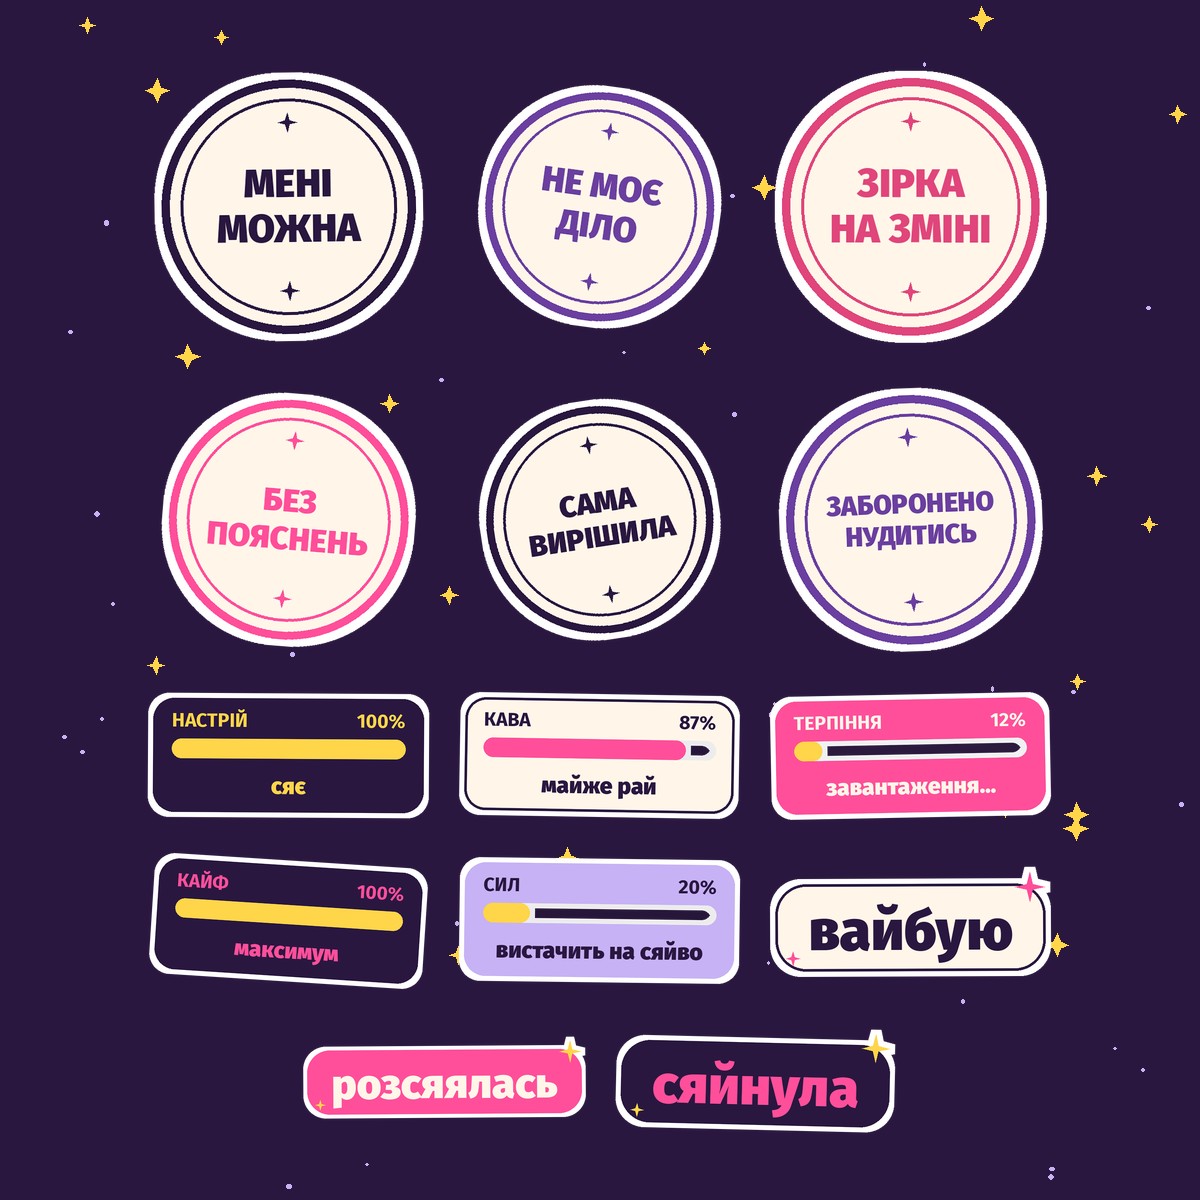 МЕНІ
МОЖНА
НЕ МОЄ
ДІЛО
ЗІРКА
НА ЗМІНІ
БЕЗ
ПОЯСНЕНЬ
САМА
ВИРІШИЛА
ЗАБОРОНЕНО
НУДИТИСЬ
НАСТРІЙ 100%
сяє
КАВА 87%
майже рай
ТЕРПІННЯ 12%
завантаження...
КАЙФ 100%
максимум
СИЛ 20%
вистачить на сяйво
вайбую
розсяялась
сяйнула